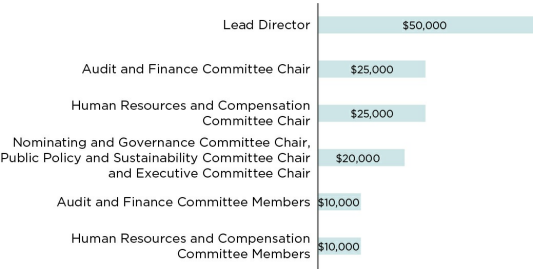 Lead Director
$50,000
Audit and Finance Committee Chair
$25,000
Human Resources and Compensation
Committee Chair
$25,000
Nominating and Governance Committee Chair,
Public Policy and Sustainability Committee Chair
and Executive Committee Chair
$20,000
Audit and Finance Committee Members
$10,000
Human Resources and Compensation
Committee Members
$10,000